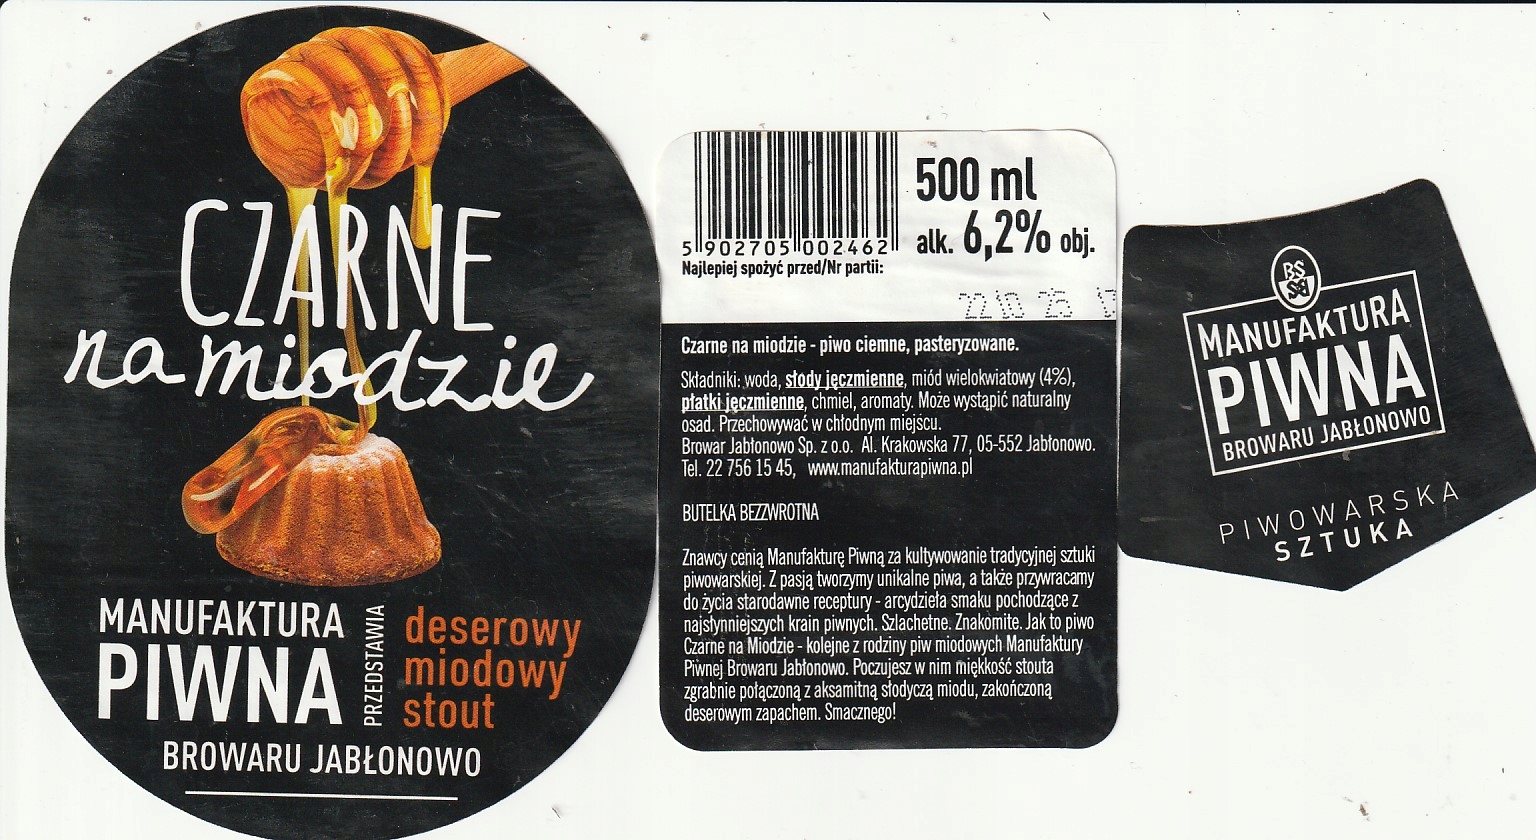 CZARNE
na miodzie
MANUFAKTURA
PIWNA
PRZEDSTAWIA
deserowy
miodowy
stout
BROWARU JABŁONOWO
5 902705 002462
500 ml
alk. 6,2% obj.
Najlepiej spożyć przed/Nr partii:
22.10 25
Czarne na miodzie - piwo ciemne, pasteryzowane.
Składniki: woda, słody jęczmienne, miód wielokwiatowy (4%),
płatki jęczmienne, chmiel, aromaty. Może wystąpić naturalny
osad. Przechowywać w chłodnym miejscu.
Browar Jabłonowo Sp. z o.o. Al. Krakowska 77, 05-552 Jabłonowo.
Tel. 22 756 15 45, www.manufakturapiwna.pl
BUTELKA BEZZWROTNA
Znawcy cenią Manufakturę Piwną za kultywowanie tradycyjnej sztuki
piwowarskiej. Z pasją tworzymy unikalne piwa, a także przywracamy
do życia starodawne receptury - arcydzieła smaku pochodzące z
najsłynniejszych krain piwnych. Szlachetne. Znakomite. Jak to piwo
Czarne na Miodzie - kolejne z rodziny piw miodowych Manufaktury
Piwnej Browaru Jabłonowo. Poczujesz w nim miękkość stouta
zgrabnie połączoną z aksamitną słodyczą miodu, zakończoną
deserowym zapachem. Smacznego!
BS
MANUFAKTURA
PIWNA
BROWARU JABŁONOWO
PIWOWARSKA
SZTUKA